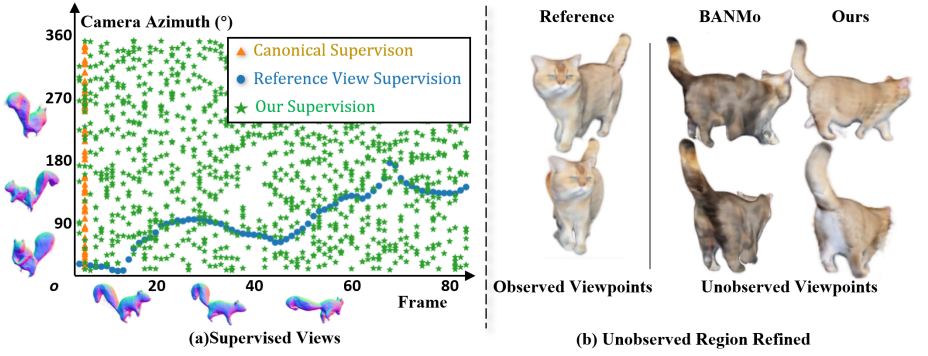 Camera Azimuth (°)
360
270
180
90
o
20
40
60
80
Frame
Canonical Supervison
Reference View Supervision
Our Supervision
(a)Supervised Views
Reference
BANMo
Ours
Observed Viewpoints
Unobserved Viewpoints
(b) Unobserved Region Refined